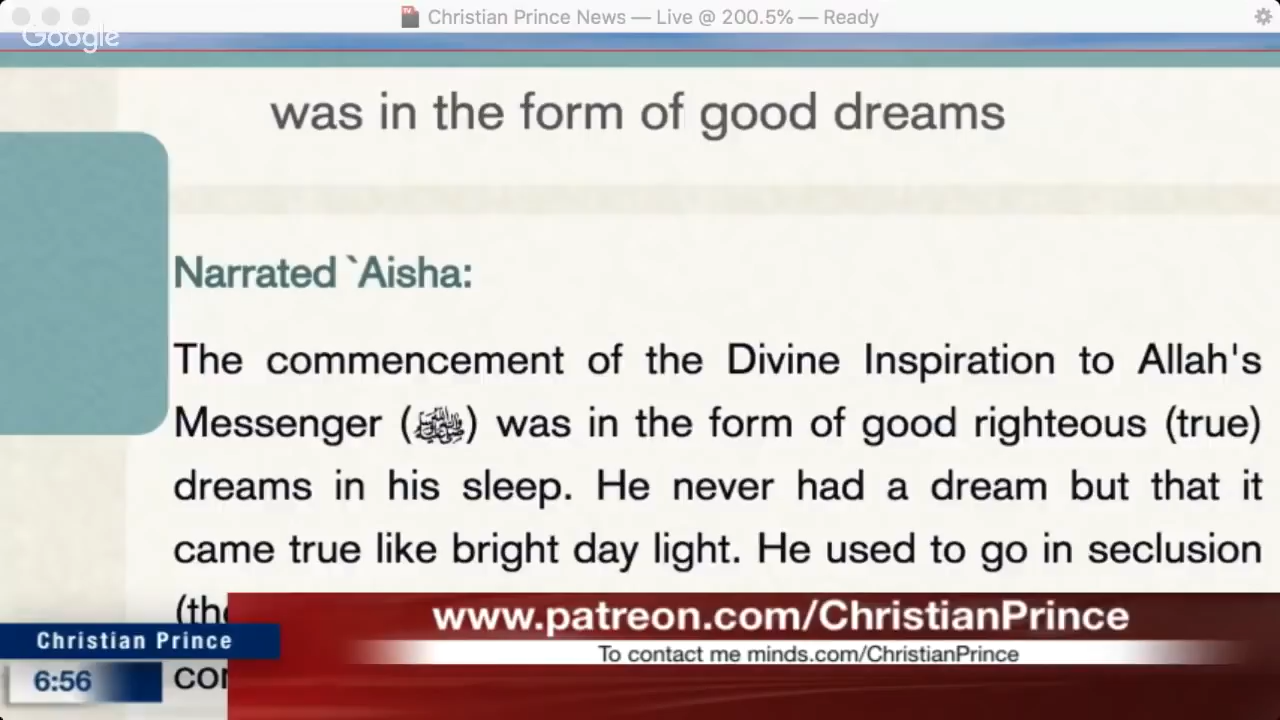 Christian Prince News — Live @ 200.5% — Ready
Google
was in the form of good dreams
Narrated `Aisha:
The commencement of the Divine Inspiration to Allah's
Messenger (ﷺ) was in the form of good righteous (true)
dreams in his sleep. He never had a dream but that it
came true like bright day light. He used to go in seclusion
(the
www.patreon.com/ChristianPrince
Christian Prince
To contact me minds.com/ChristianPrince
6:56